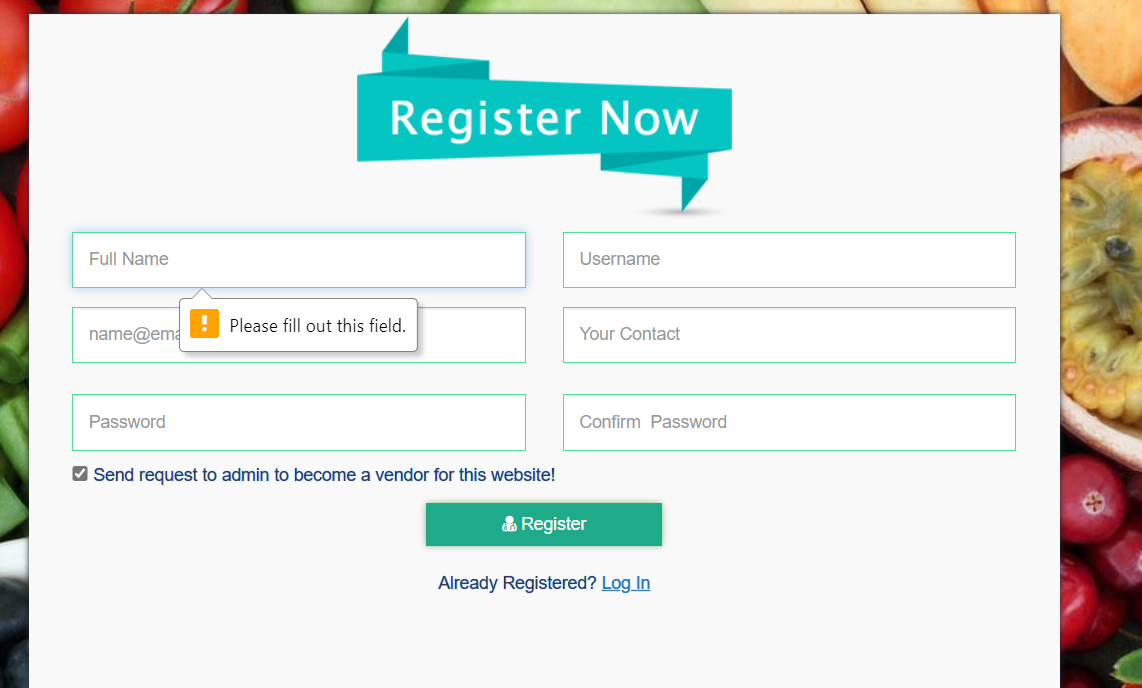 Register Now
Full Name
Username
Please fill out this field.
name@ema
Your Contact
Password
Confirm  Password
Send request to admin to become a vendor for this website!
Register
Already Registered? Log In